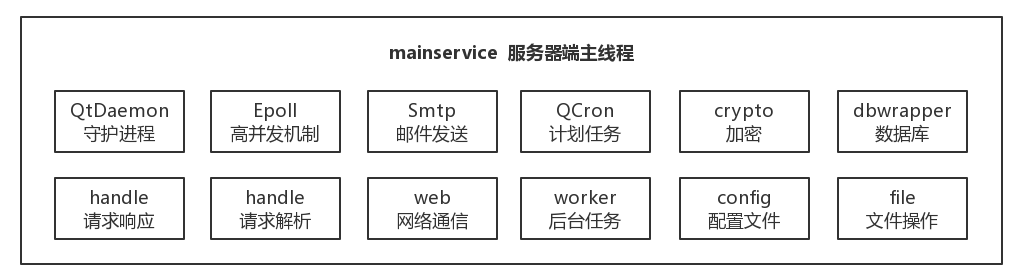 mainservice 服务器端主线程
QtDaemon
守护进程
Epoll
高并发机制
Smtp
邮件发送
QCron
计划任务
crypto
加密
dbwrapper
数据库
handle
请求响应
handle
请求解析
web
网络通信
worker
后台任务
config
配置文件
file
文件操作